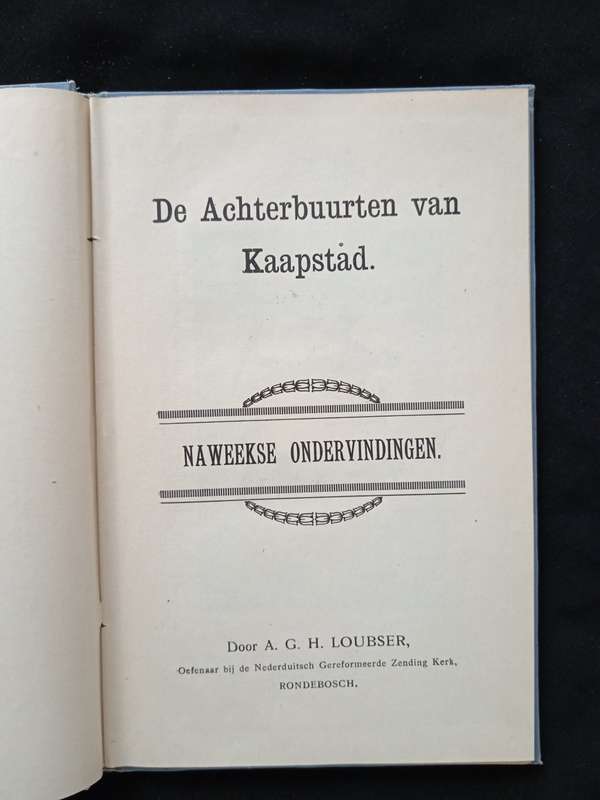 De Achterbuurten van
Kaapstad.
NAWEEKSE ONDERVINDINGEN.
Door A. G. H. LOUBSER,
Oefenaar bij de Nederduitsch Gereformeerde Zending Kerk,
RONDEBOSCH.